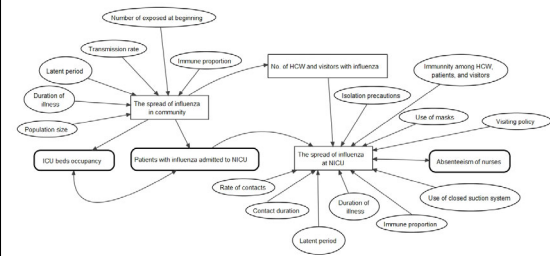 Number of exposed at beginning
Transmission rate
Immune proportion
Latent period
Duration of
illness
Population size
The spread of influenza
in community
No. of HCW and visitors with influenza
Immunity among HCW,
patients, and visitors
Isolation precautions
Use of masks
Visiting policy
ICU beds occupancy
Patients with influenza admitted to NICU
The spread of influenza
at NICU
Absenteeism of nurses
Rate of contacts
Contact duration
Latent period
Duration of
illness
Immune proportion
Use of closed suction system